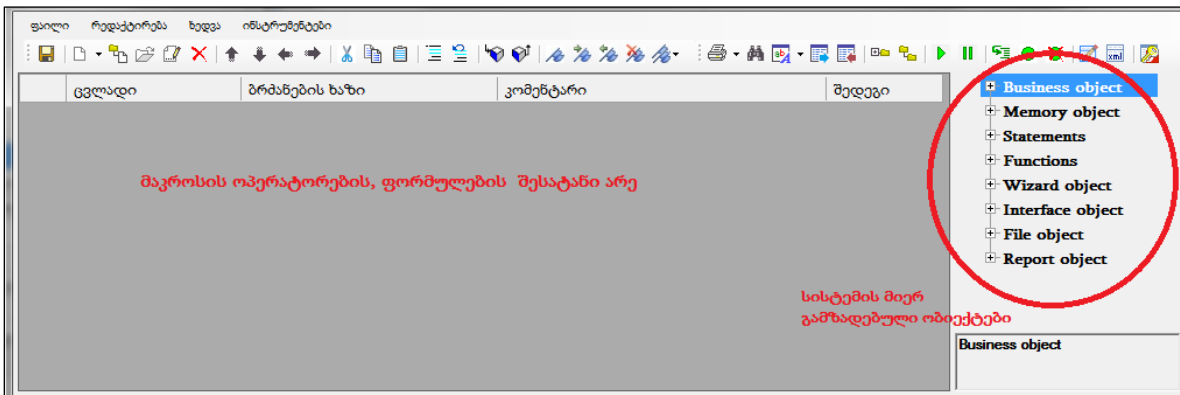 ფაილი რედაქტირება ხედვა ინსტრუმენტები
ცვლადი ბრძანების ხაზი კომენტარი შედეგი
მაკროსის ოპერატორების, ფორმულების შესატანი არე
Business object
Memory object
Statements
Functions
Wizard object
Interface object
File object
Report object
სისტემის მიერ
გამზადებული ობიექტები
Business object